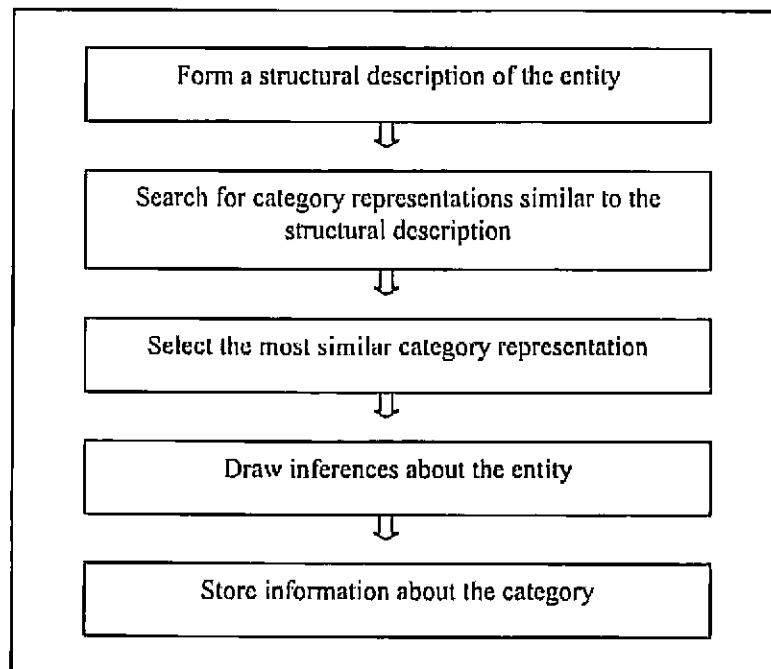 Form a structural description of the entity
Search for category representations similar to the
structural description
Select the most similar category representation
Draw inferences about the entity
Store information about the category